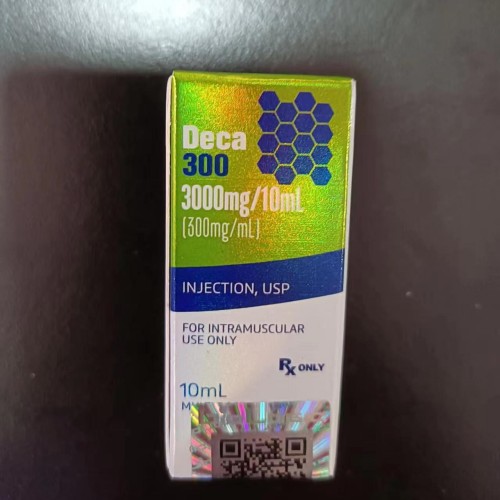 Deca
300
3000mg/10mL
(300mg/mL)
INJECTION, USP
FOR INTRAMUSCULAR
USE ONLY
Rx ONLY
10mL